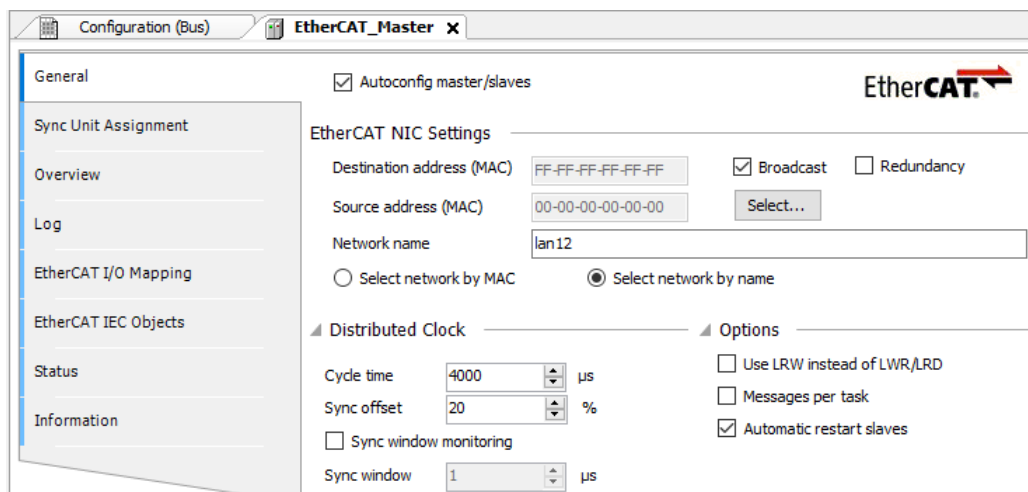 Configuration (Bus)
EtherCAT_Master
General
Sync Unit Assignment
Overview
Log
EtherCAT I/O Mapping
EtherCAT IEC Objects
Status
Information
Autoconfig master/slaves
EtherCAT®
EtherCAT NIC Settings
Destination address (MAC) FF-FF-FF-FF-FF-FF Broadcast Redundancy
Source address (MAC) 00-00-00-00-00-00 Select...
Network name lan12
Select network by MAC Select network by name
Distributed Clock
Cycle time 4000 µs
Sync offset 20 %
Sync window monitoring
Sync window 1 µs
Options
Use LRW instead of LWR/LRD
Messages per task
Automatic restart slaves